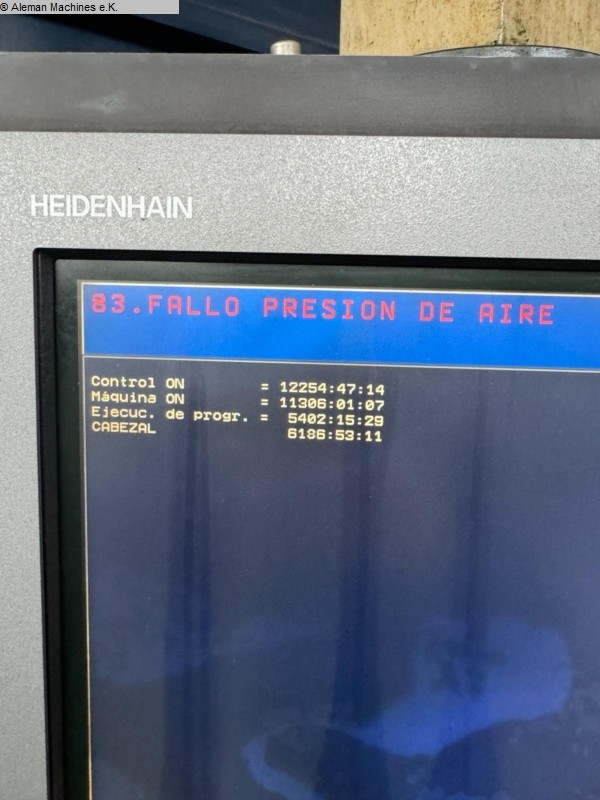 © Aleman Machines e.K.
HEIDENHAIN
83.FALLO PRESION DE AIRE
Control ON = 12254:47:14
Máquina ON = 11306:01:07
Ejecuc. de progr. = 5402:15:29
CABEZAL 6186:53:11